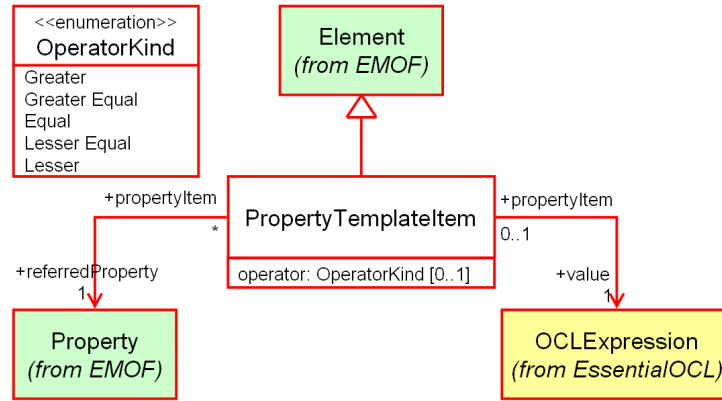 <<enumeration>>
OperatorKind
Greater
Greater Equal
Equal
Lesser Equal
Lesser
Element
(from EMOF)
+propertyItem
*
PropertyTemplateItem
operator: OperatorKind [0..1]
+propertyItem
0..1
+referredProperty
1
+value
1
Property
(from EMOF)
OCLExpression
(from EssentialOCL)